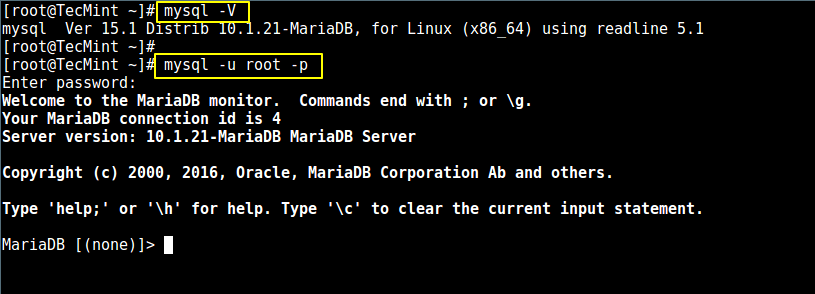 [root@TecMint ~]# mysql -V
mysql  Ver 15.1 Distrib 10.1.21-MariaDB, for Linux (x86_64) using readline 5.1
[root@TecMint ~]#
[root@TecMint ~]# mysql -u root -p
Enter password:
Welcome to the MariaDB monitor.  Commands end with ; or \g.
Your MariaDB connection id is 4
Server version: 10.1.21-MariaDB MariaDB Server
Copyright (c) 2000, 2016, Oracle, MariaDB Corporation Ab and others.
Type 'help;' or '\h' for help. Type '\c' to clear the current input statement.
MariaDB [(none)]>